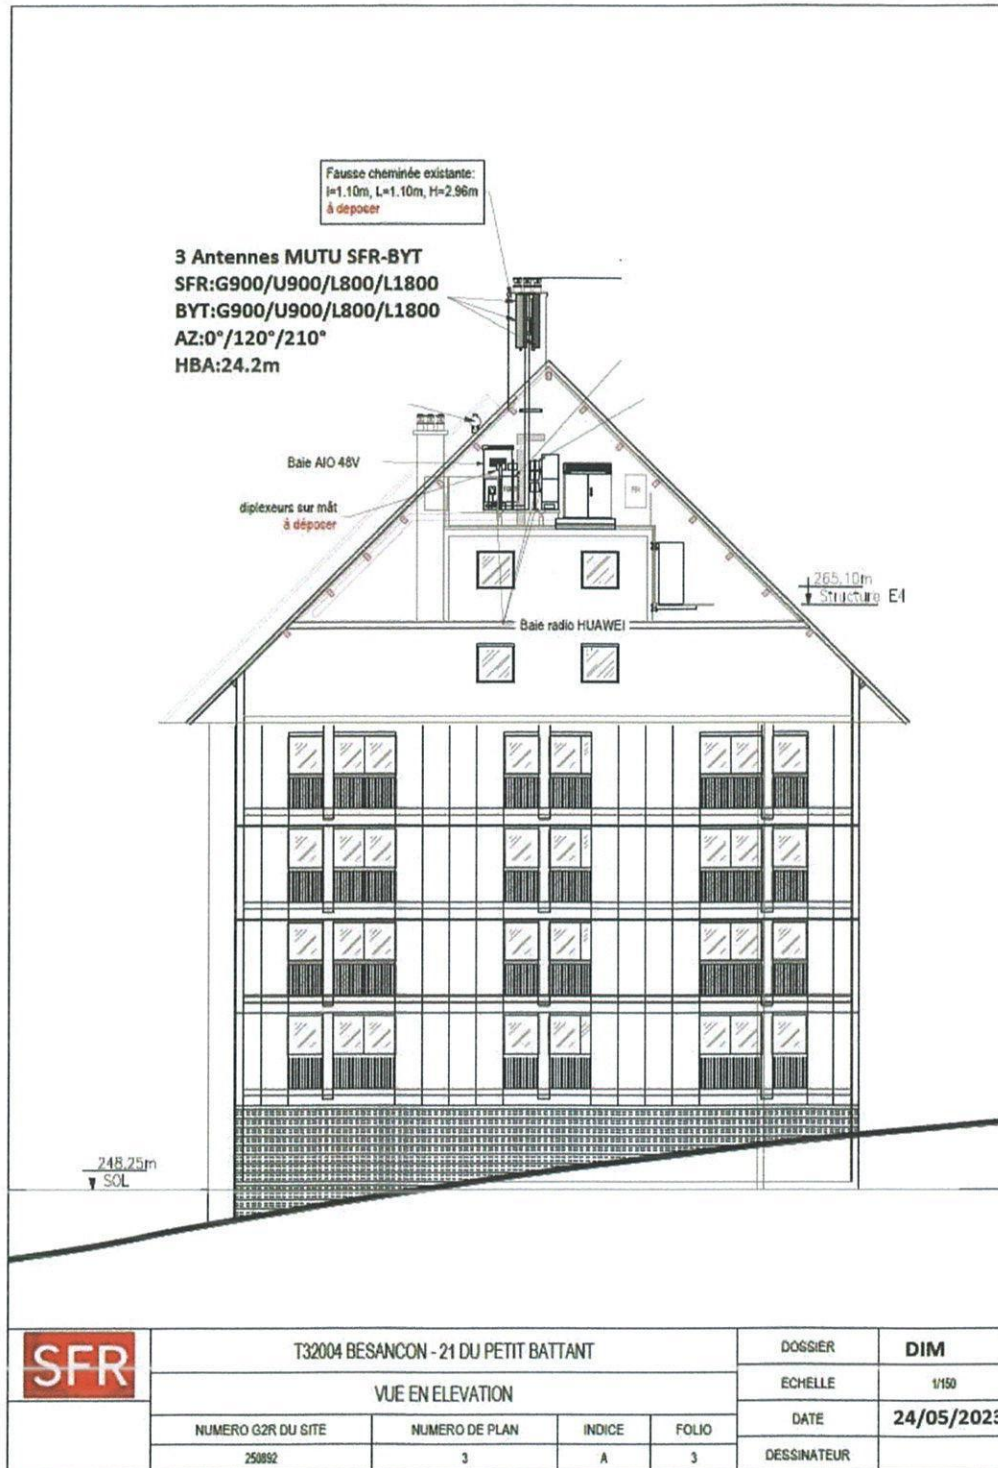 Fausse cheminée existante:
l=1.10m, L=1.10m, H=2.96m
à deposer
3 Antennes MUTU SFR-BYT
SFR:G900/U900/L800/L1800
BYT:G900/U900/L800/L1800
AZ:0°/120°/210°
HBA:24.2m
Baie AIO 48V
diplexeurs sur mât
à déposer
265.10m
Structure E4
Baie radio HUAWEI
248.25m
SOL
SFR
T32004 BESANCON - 21 DU PETIT BATTANT
VUE EN ELEVATION
NUMERO G2R DU SITE
NUMERO DE PLAN
INDICE
FOLIO
250892
3
A
3
DOSSIER
DIM
ECHELLE
1/150
DATE
24/05/2023
DESSINATEUR